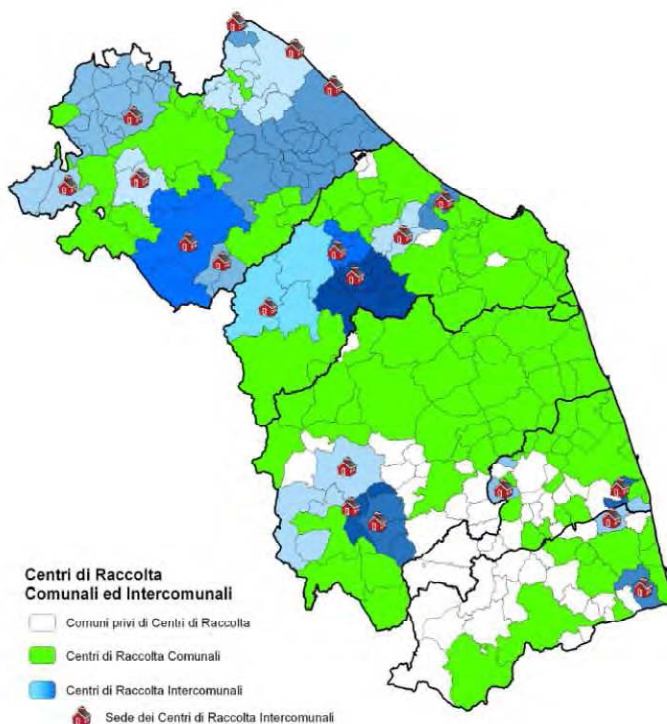 Centri di Raccolta
Comunali ed Intercomunali
Comuni privi di Centri di Raccolta
Centri di Raccolta Comunali
Centri di Raccolta Intercomunali
Sede dei Centri di Raccolta Intercomunali